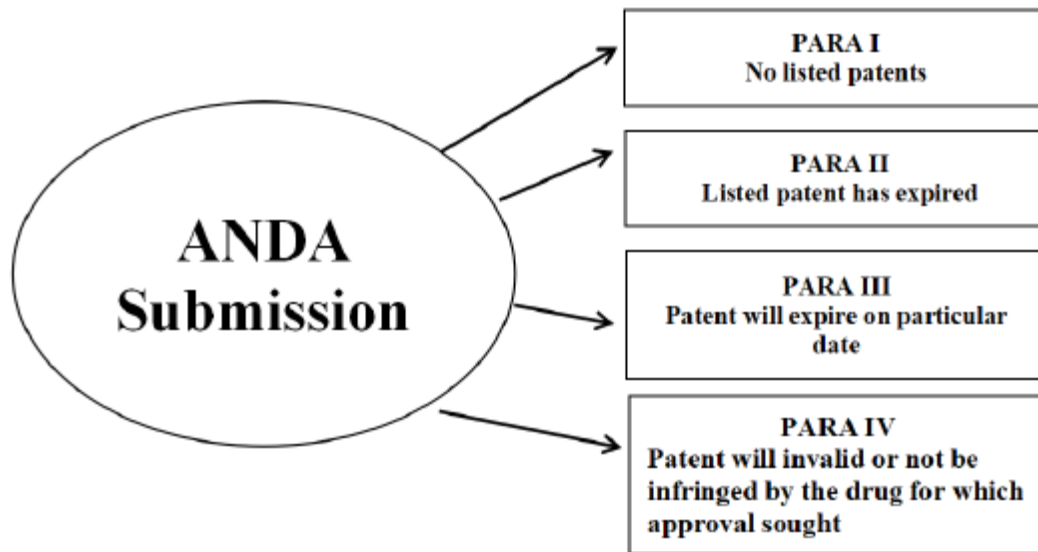 ANDA
Submission
PARA I
No listed patents
PARA II
Listed patent has expired
PARA III
Patent will expire on particular
date
PARA IV
Patent will invalid or not be
infringed by the drug for which
approval sought